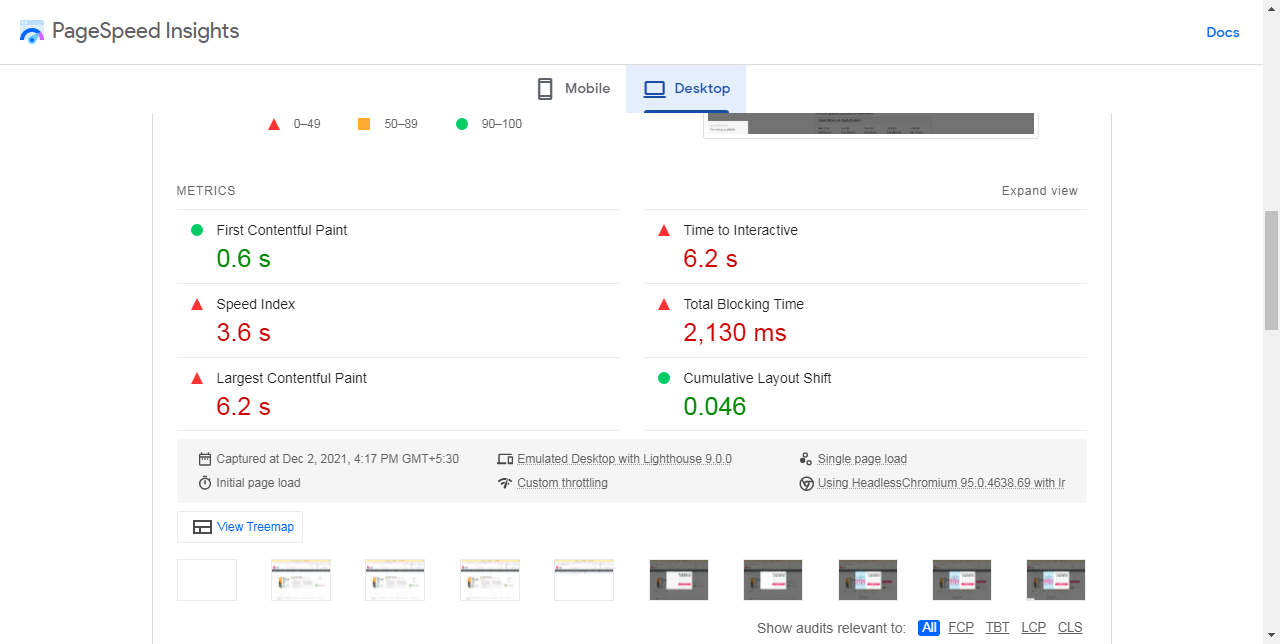 PageSpeed Insights
Docs
Mobile
Desktop
0–49
50–89
90–100
METRICS
Expand view
First Contentful Paint
0.6 s
Time to Interactive
6.2 s
Speed Index
3.6 s
Total Blocking Time
2,130 ms
Largest Contentful Paint
6.2 s
Cumulative Layout Shift
0.046
Captured at Dec 2, 2021, 4:17 PM GMT+5:30
Emulated Desktop with Lighthouse 9.0.0
Single page load
Initial page load
Custom throttling
Using HeadlessChromium 95.0.4638.69 with lr
View Treemap
Show audits relevant to: All FCP TBT LCP CLS